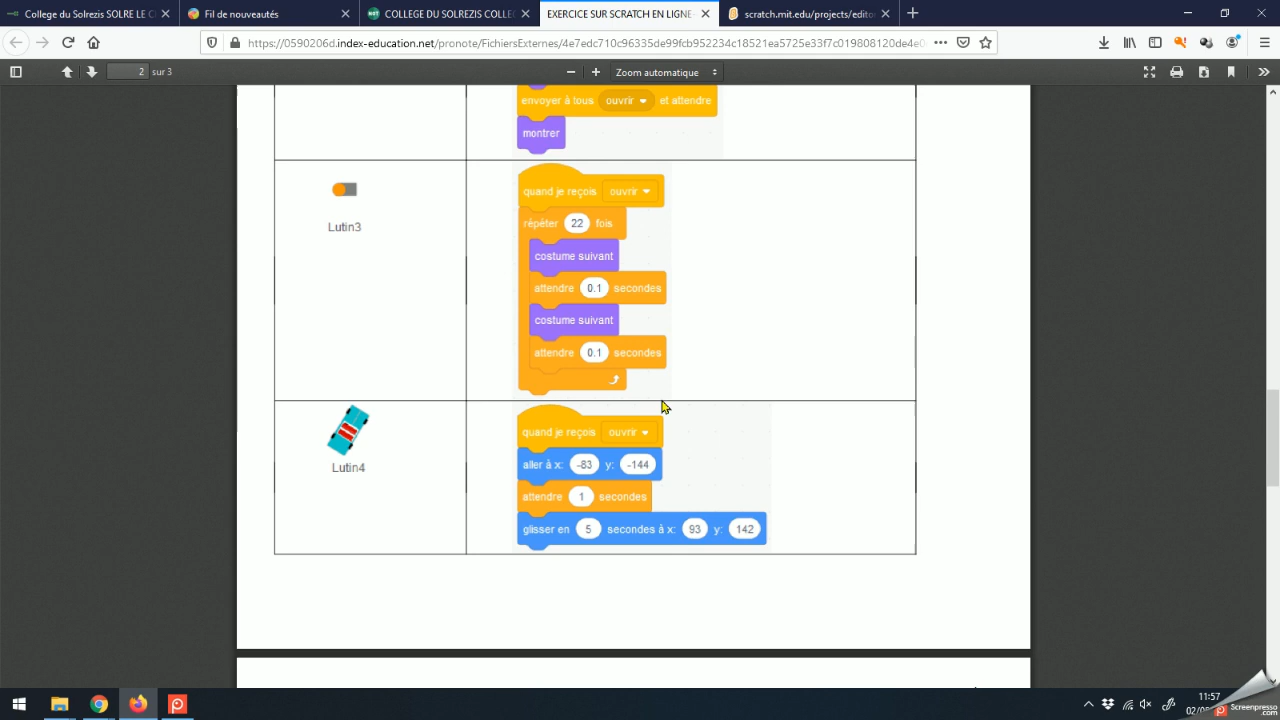 College du Solrezis SOLRE LE C
Fil de nouveautés
COLLEGE DU SOLREZIS COLLE
EXERCICE SUR SCRATCH EN LIGNE
scratch.mit.edu/projects/edito
https://0590206d.index-education.net/pronote/FichiersExternes/4e7edc710c96335de99fcb952234c18521ea5725e33f7c019808120de4e0
2 sur 3
Zoom automatique
envoyer à tous ouvrir et attendre
montrer
quand je reçois ouvrir
répéter 22 fois
Lutin3
costume suivant
attendre 0.1 secondes
costume suivant
attendre 0.1 secondes
quand je reçois ouvrir
Lutin4
aller à x: -83 y: -144
attendre 1 secondes
glisser en 5 secondes à x: 93 y: 142
11:57
Screenpresso
.com